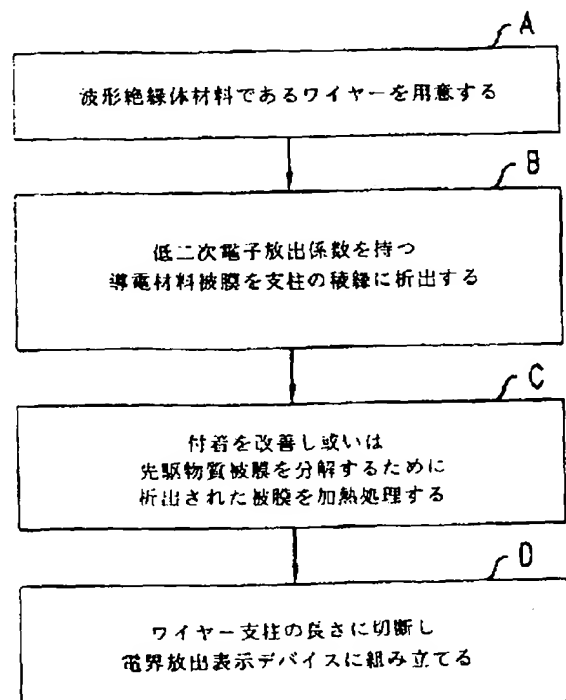 A
波形絶縁体材料であるワイヤーを用意する
B
低二次電子放出係数を持つ
導電材料被膜を支柱の稜縁に析出する
C
付着を改善し或いは
先駆物質被膜を分解するために
析出された被膜を加熱処理する
D
ワイヤー支柱の長さに切断し
電界放出表示デバイスに組み立てる